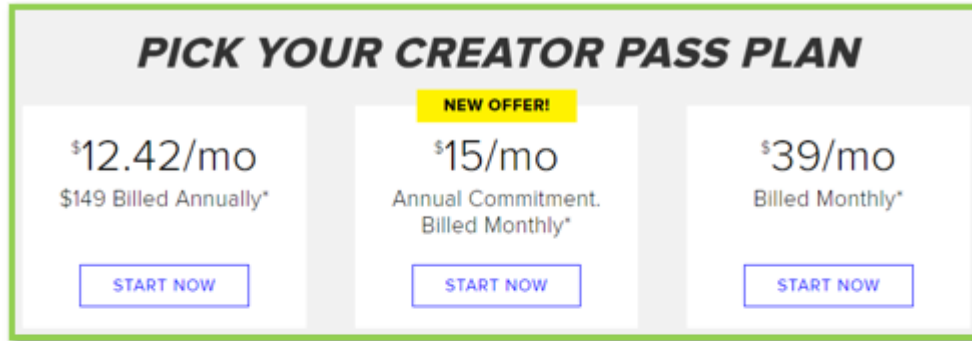 PICK YOUR CREATOR PASS PLAN
$12.42/mo
$149 Billed Annually*
START NOW
NEW OFFER!
$15/mo
Annual Commitment.
Billed Monthly*
START NOW
$39/mo
Billed Monthly*
START NOW